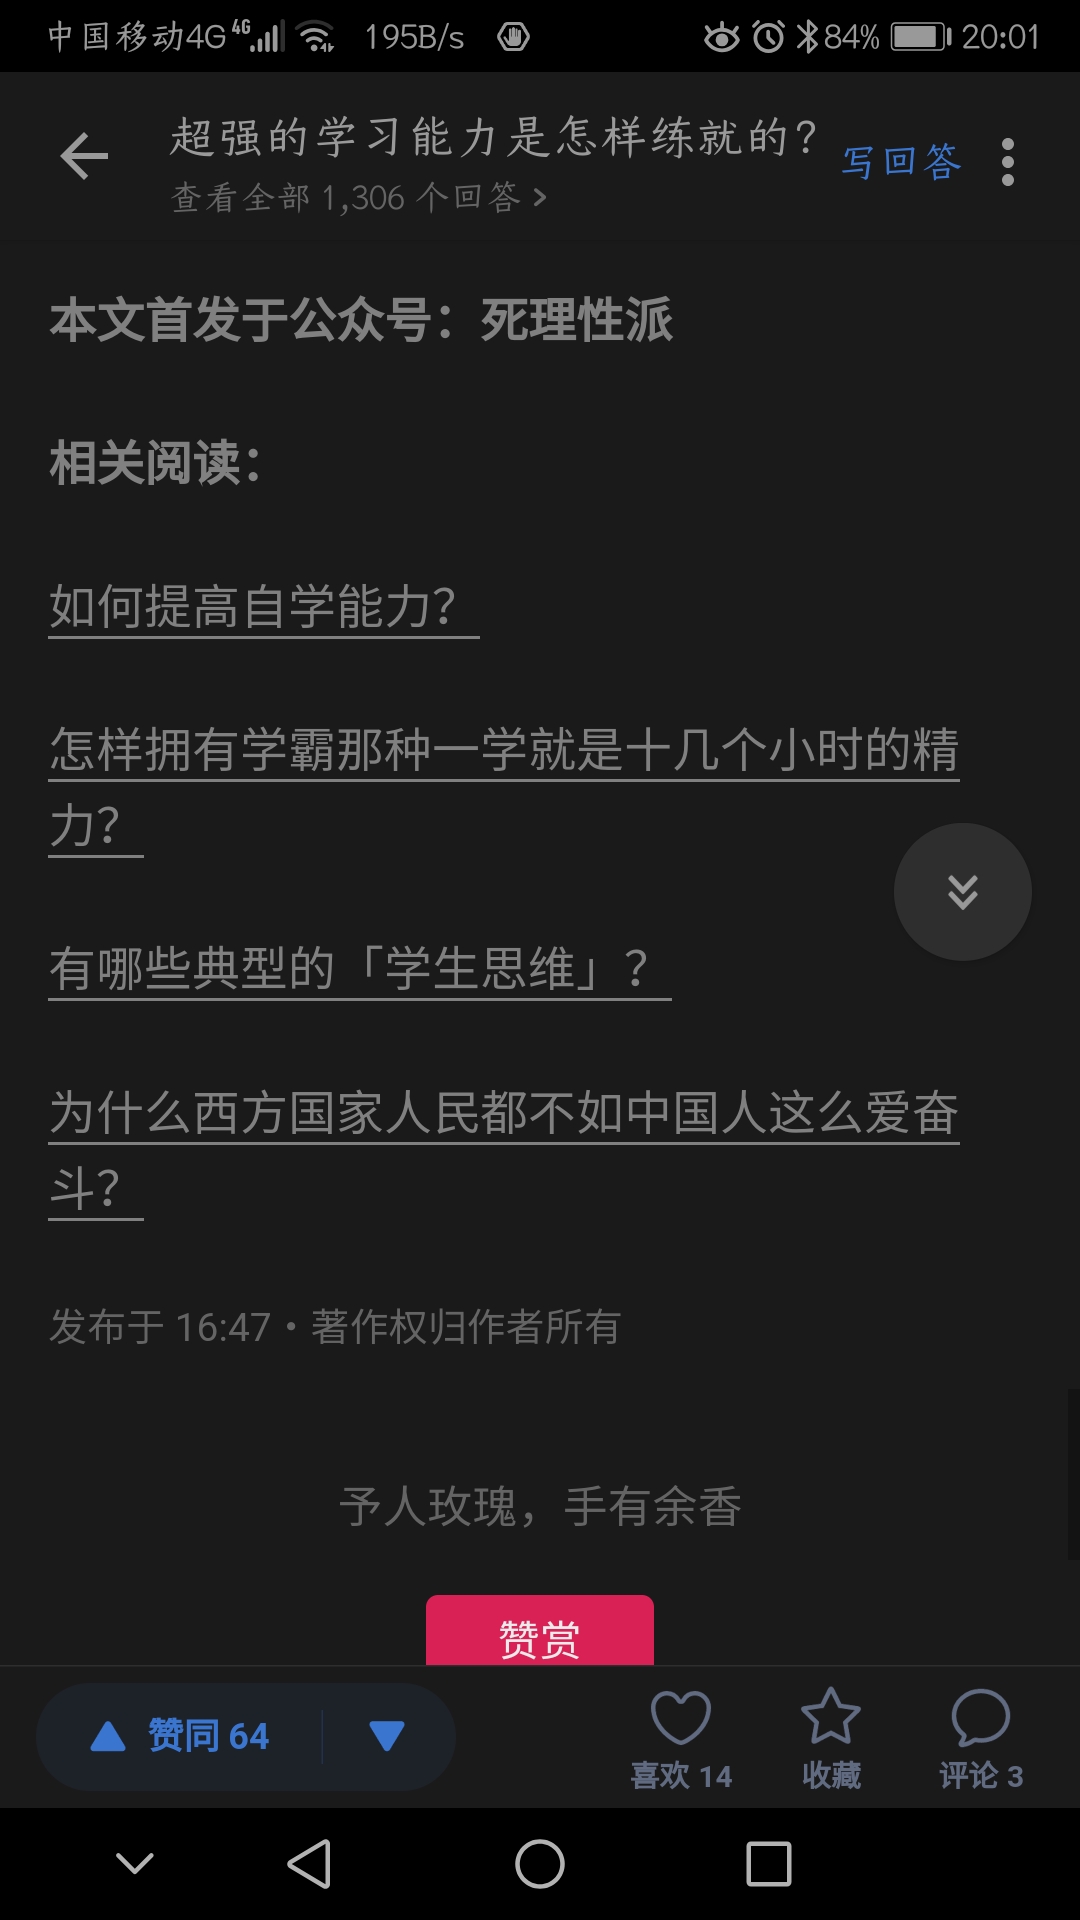 中国移动4G 4G 195B/s 84% 20:01
超强的学习能力是怎样练就的?
写回答
查看全部 1,306 个回答 >
本文首发于公众号：死理性派
相关阅读：
如何提高自学能力？
怎样拥有学霸那种一学就是十几个小时的精
力？
有哪些典型的「学生思维」？
为什么西方国家人民都不如中国人这么爱奋
斗？
发布于 16:47・著作权归作者所有
予人玫瑰，手有余香
赞赏
赞同 64
喜欢 14 收藏 评论 3